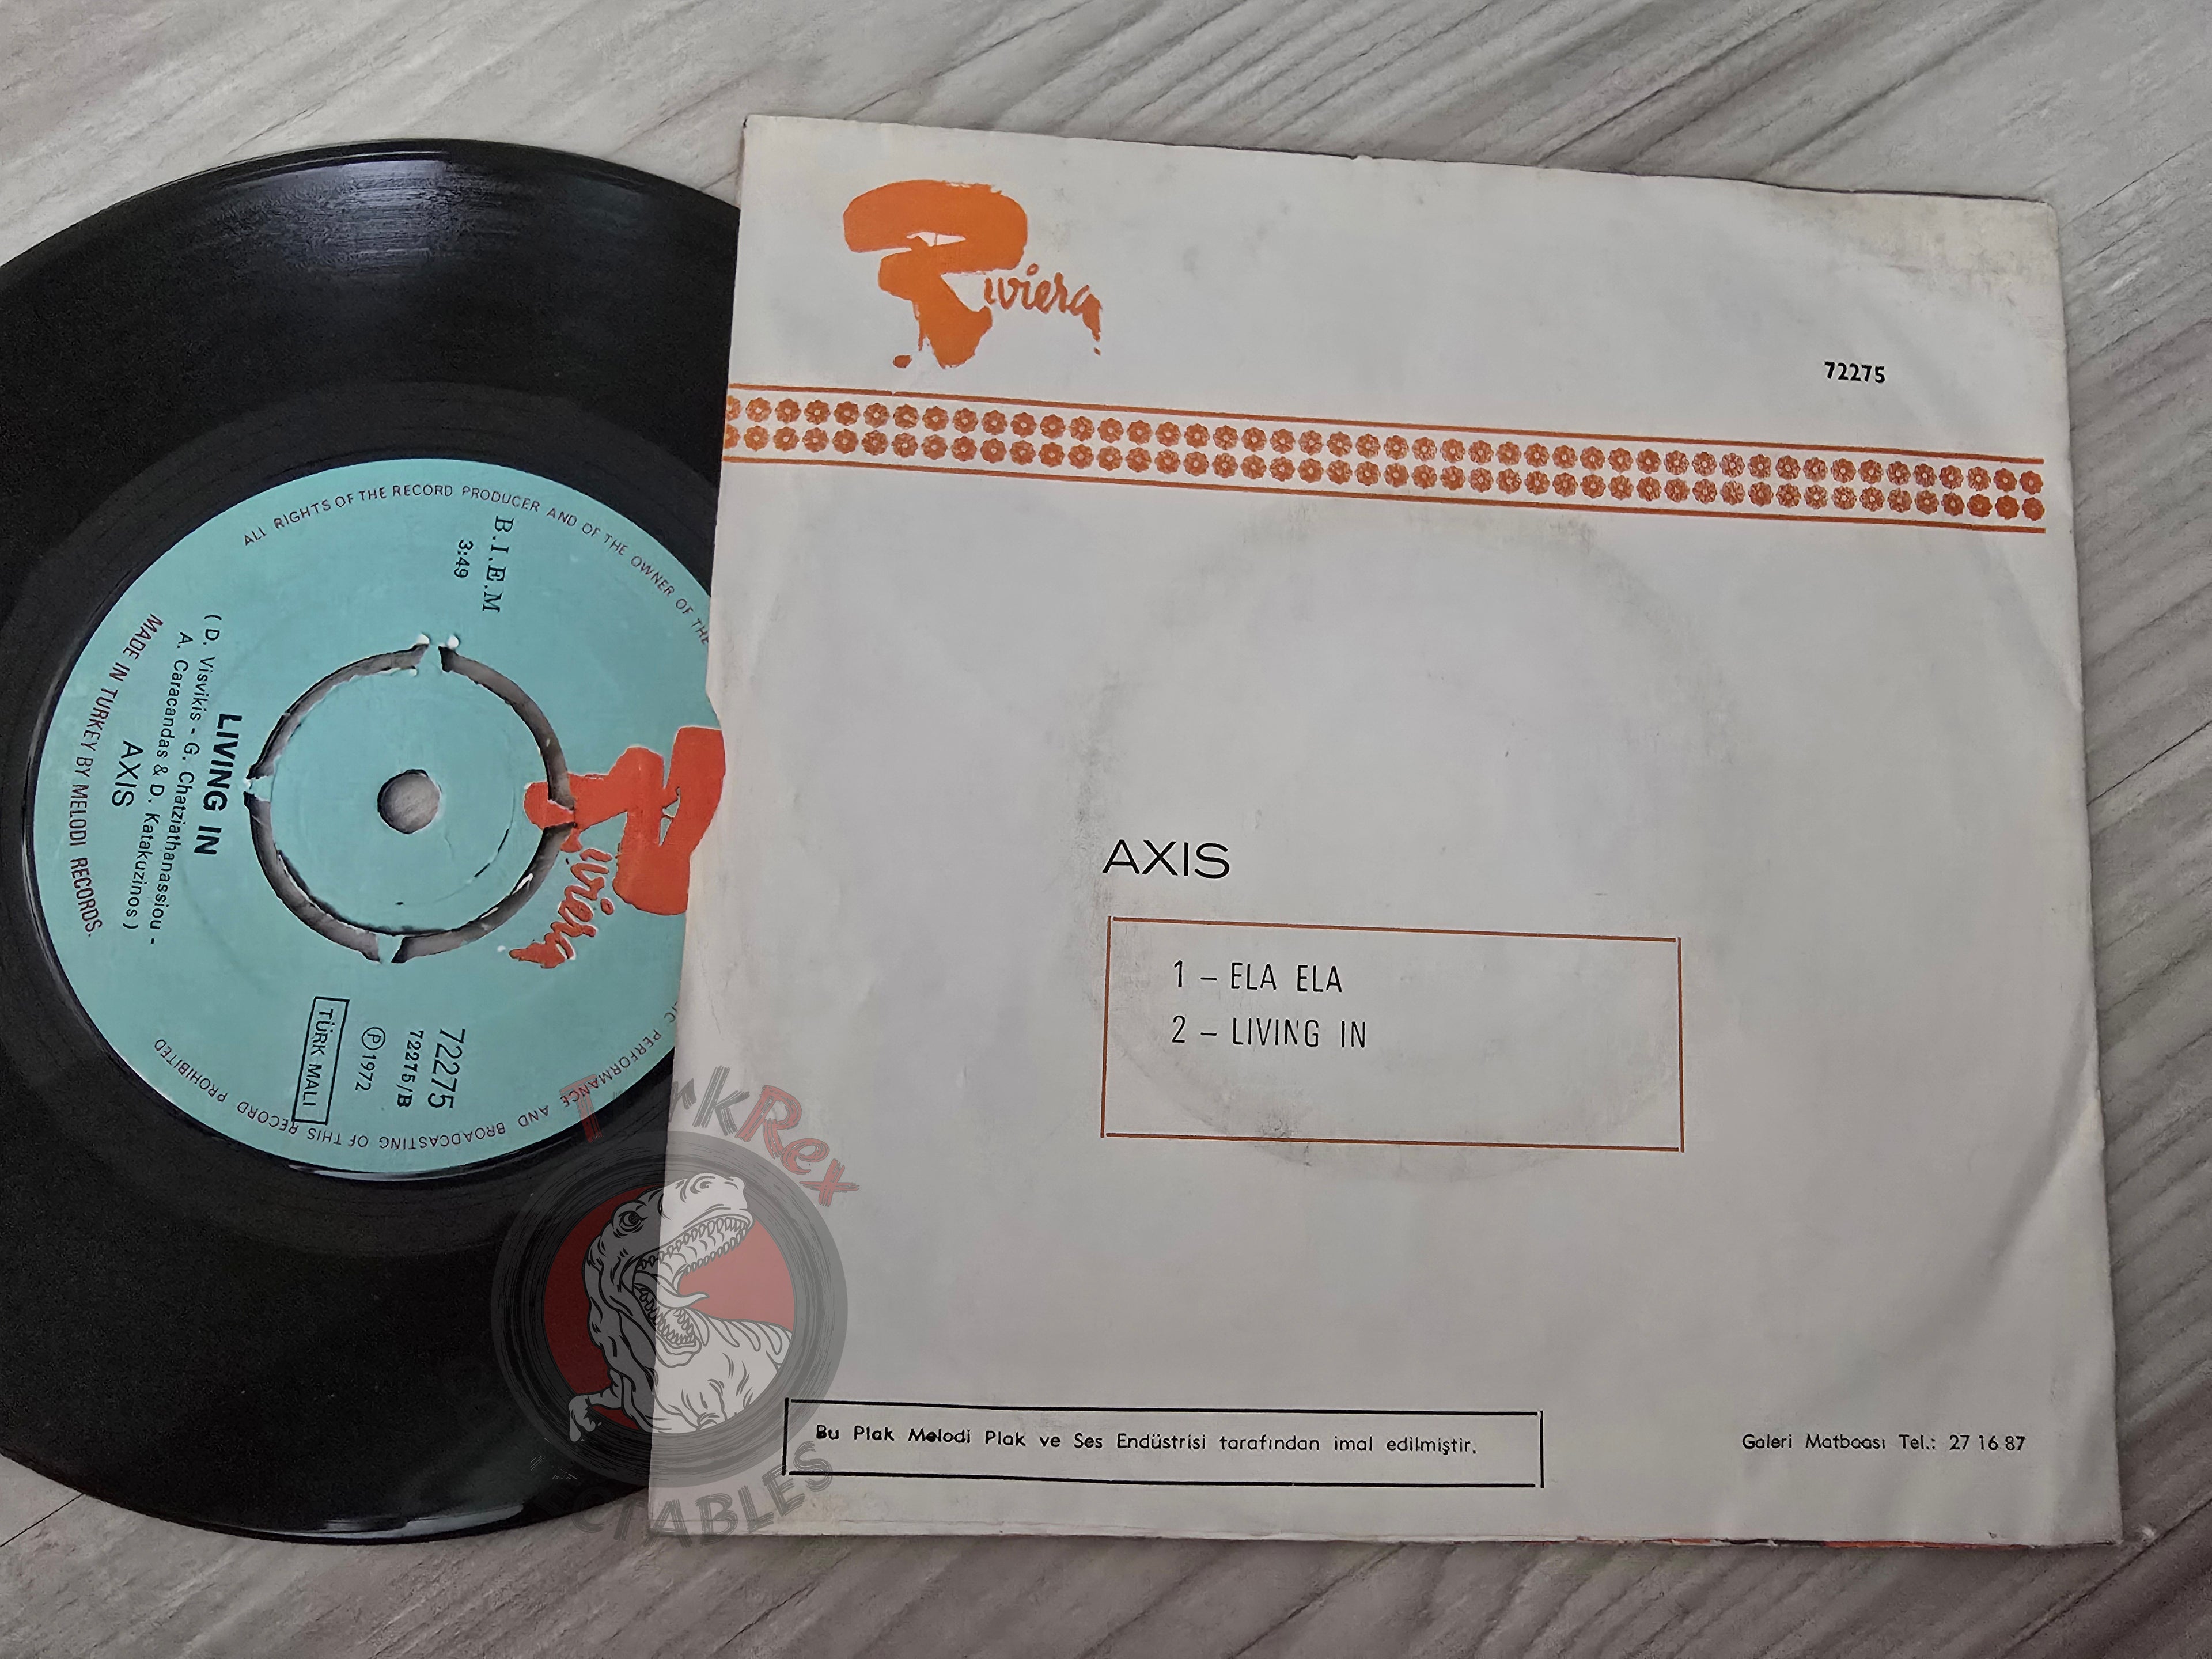 Riviera
72275
AXIS
1 – ELA ELA
2 – LIVING IN
Bu Plak Melodi Plak ve Ses Endüstrisi tarafından imal edilmiştir.
Galeri Matbaası Tel.: 27 16 87
ALL RIGHTS OF THE RECORD PRODUCER AND OF THE OWNER OF THE
PERFORMANCE AND BROADCASTING OF THIS RECORD PROHIBITED
Riviera
B.I.E.M
3:49
72275
72275/B
Ⓟ1972
TÜRK MALI
LIVING IN
( D. Visvikis - G. Chatziathanassiou -
A. Caracandas & D. Katakuzinos )
AXIS
MADE IN TURKEY BY MELODI RECORDS.
TurkRex